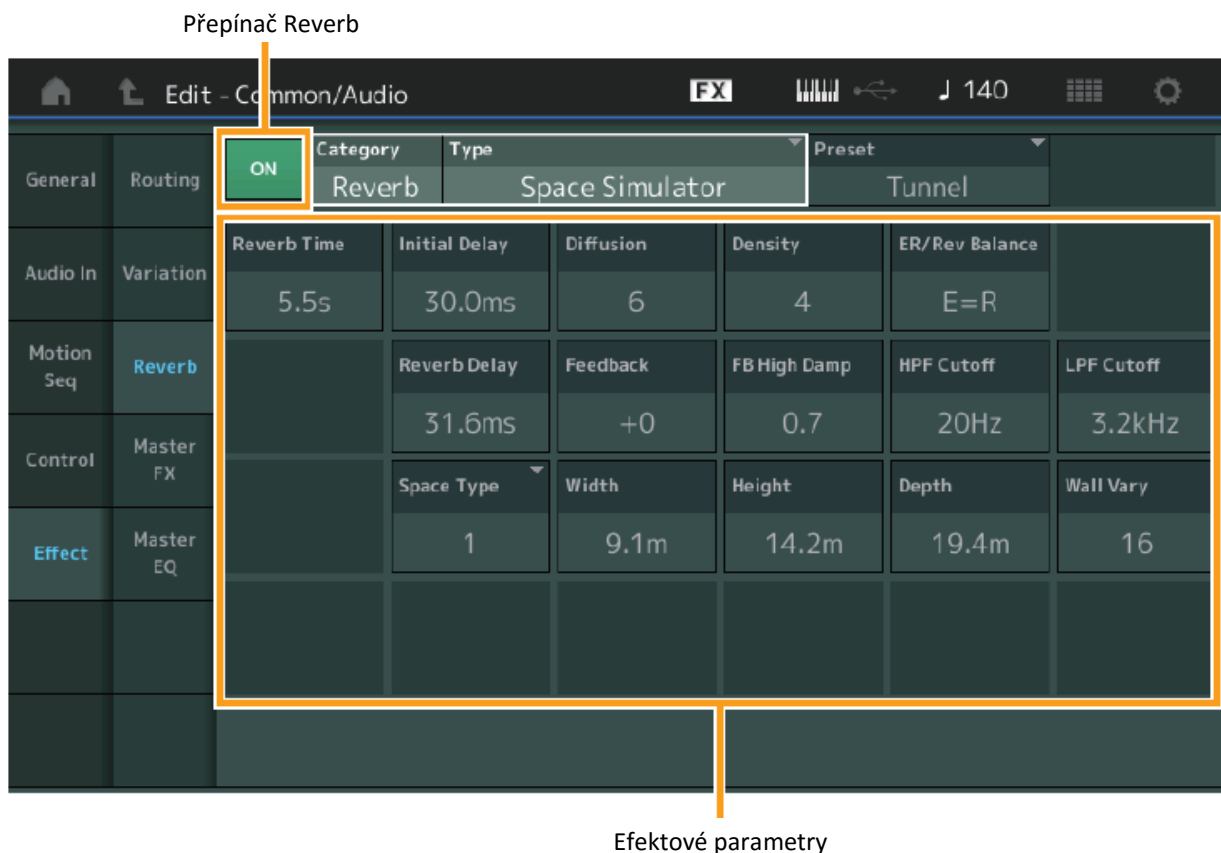 Přepínač Reverb
Edit - Common/Audio FX ♩ 140
General Routing ON Category Type Preset
Reverb Space Simulator Tunnel
Audio In Variation Reverb Time Initial Delay Diffusion Density ER/Rev Balance
5.5s 30.0ms 6 4 E=R
Motion Seq Reverb Reverb Delay Feedback FB High Damp HPF Cutoff LPF Cutoff
31.6ms +0 0.7 20Hz 3.2kHz
Control Master FX Space Type Width Height Depth Wall Vary
Effect Master EQ 1 9.1m 14.2m 19.4m 16
Efektové parametry